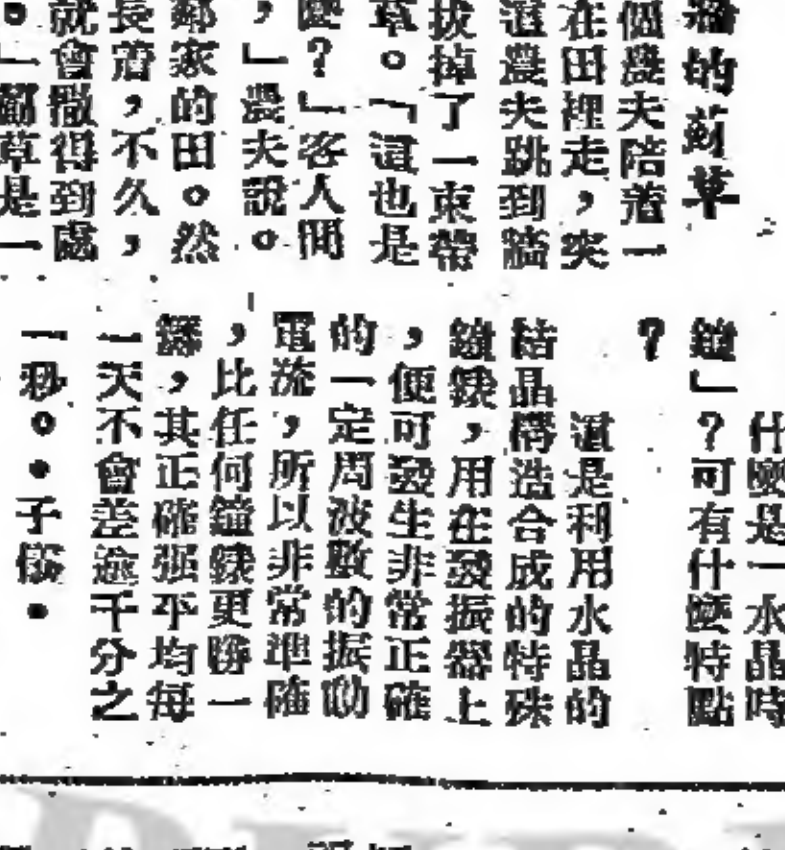 的薊草
個農夫陪着一
在田裡走，突
這農夫跳到牆
拔掉了一束帶
草。「這也是
麼？」客人問
，」農夫說。
鄰家的田。然
長着，不久，
就會撒得到處
。」薊草是一
什麼是一水晶時
鐘」？可有什麼特點
？
這是利用水晶的
結晶構造合成的特殊
鐘錶，用在發振器上
，便可發生非常正確
的一定周波數的振動
電流，所以非常準確
，比任何鐘錶更勝一
籌，其正確强平均每
一天不會差逾千分之
一秒。•子